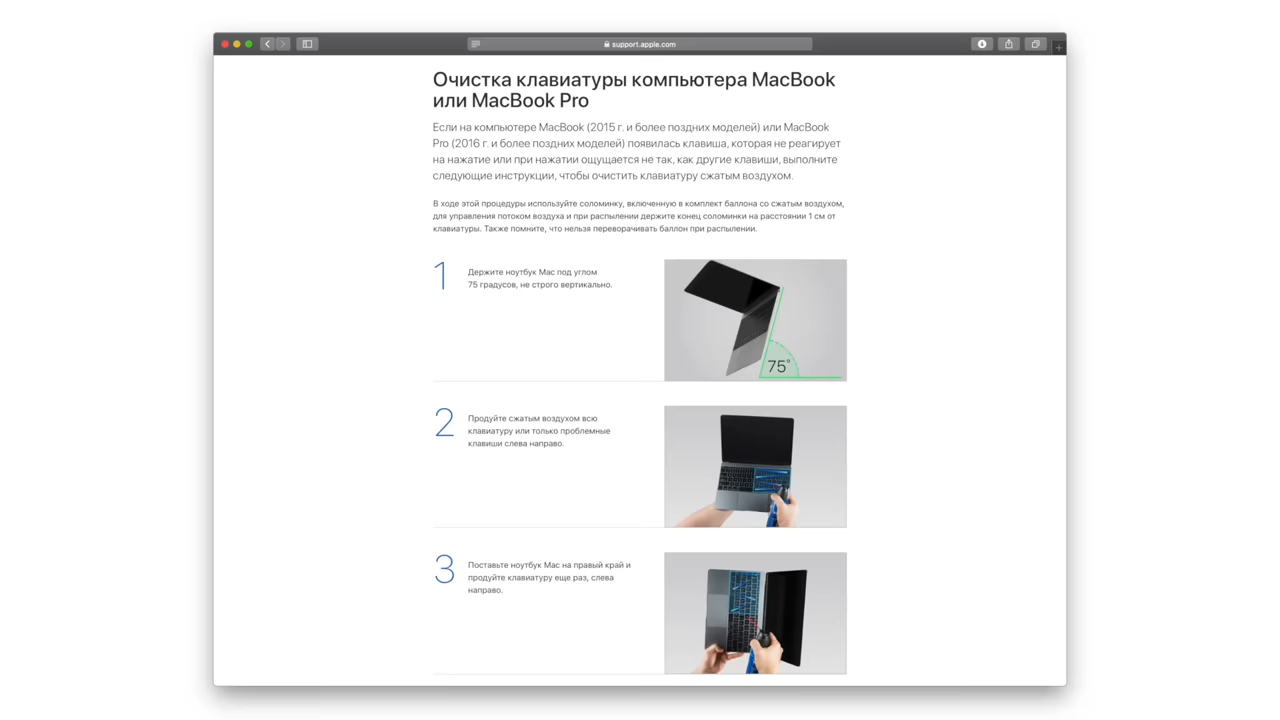 support.apple.com
Очистка клавиатуры компьютера MacBook
или MacBook Pro
Если на компьютере MacBook (2015 г. и более поздних моделей) или MacBook
Pro (2016 г. и более поздних моделей) появилась клавиша, которая не реагирует
на нажатие или при нажатии ощущается не так, как другие клавиши, выполните
следующие инструкции, чтобы очистить клавиатуру сжатым воздухом.
В ходе этой процедуры используйте соломинку, включенную в комплект баллона со сжатым воздухом,
для управления потоком воздуха и при распылении держите конец соломинки на расстоянии 1 см от
клавиатуры. Также помните, что нельзя переворачивать баллон при распылении.
1
Держите ноутбук Mac под углом
75 градусов, не строго вертикально.
75°
2
Продуйте сжатым воздухом всю
клавиатуру или только проблемные
клавиши слева направо.
3
Поставьте ноутбук Mac на правый край и
продуйте клавиатуру еще раз, слева
направо.